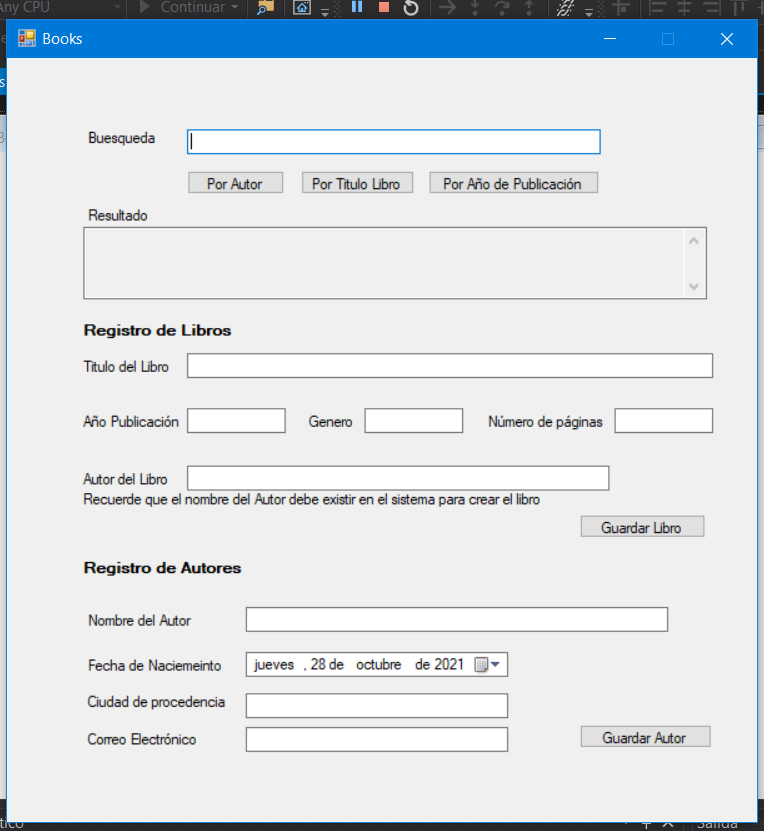 Any CPU Continuar
Books
Buesqueda
Por Autor Por Titulo Libro Por Año de Publicación
Resultado
Registro de Libros
Titulo del Libro
Año Publicación Genero Número de páginas
Autor del Libro
Recuerde que el nombre del Autor debe existir en el sistema para crear el libro
Guardar Libro
Registro de Autores
Nombre del Autor
Fecha de Naciemeinto jueves , 28 de octubre de 2021
Ciudad de procedencia
Correo Electrónico Guardar Autor
Salida